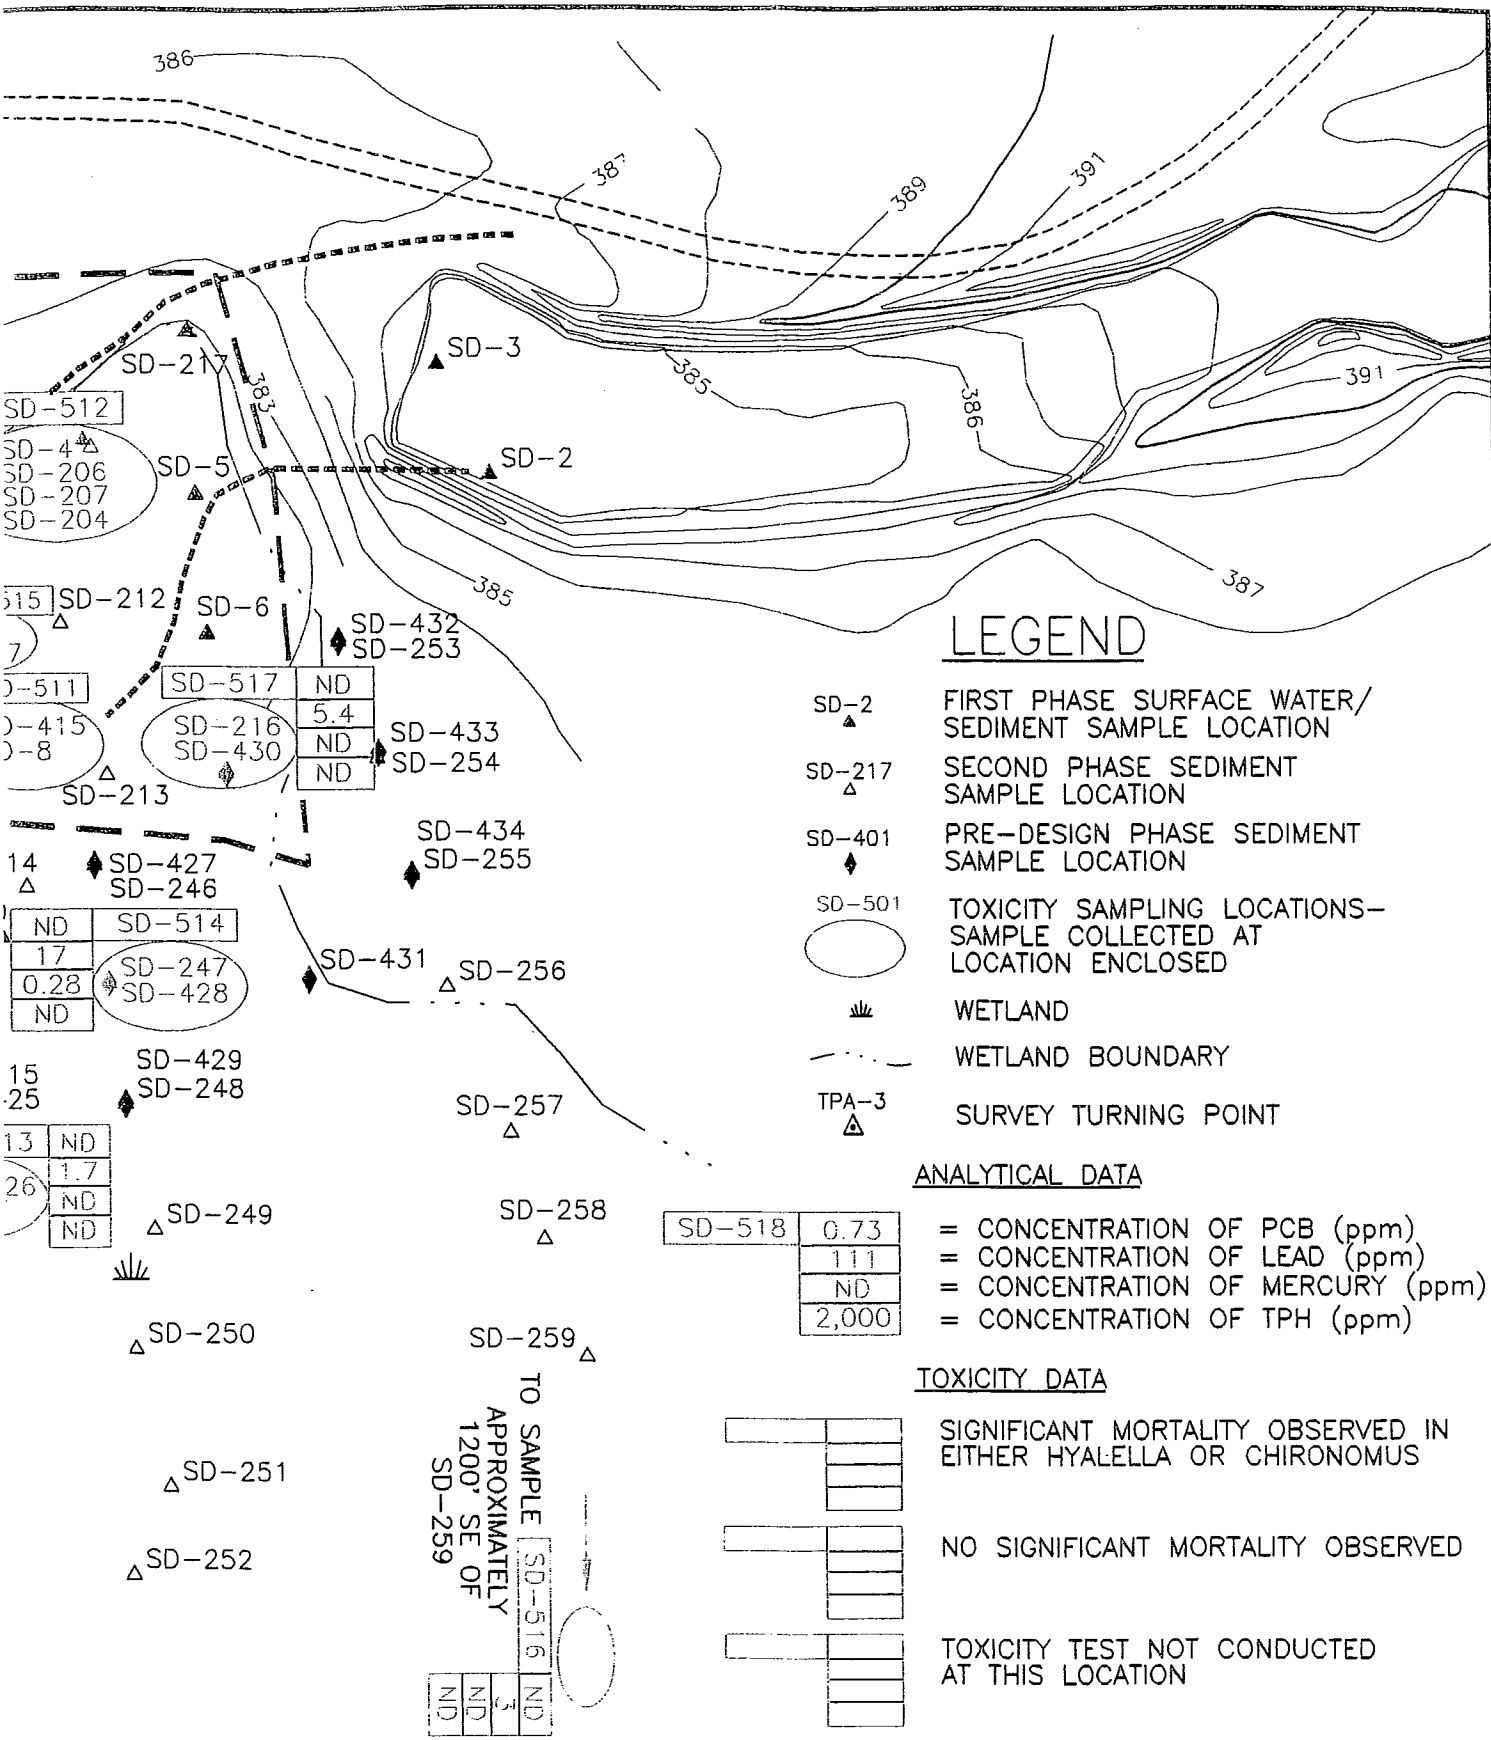 386
387
389
391
SD-3
SD-217
383
385
386
391
SD-512
SD-4
SD-206
SD-207
SD-204
SD-5
SD-2
385
387
515
SD-212
SD-6
SD-432
SD-253
7
D-511
SD-517
ND
5.4
ND
ND
D-415
D-8
SD-216
SD-430
SD-433
SD-254
SD-213
SD-434
SD-255
14
SD-427
SD-246
ND
SD-514
17
0.28
ND
SD-247
SD-428
SD-431
SD-256
15
-25
SD-429
SD-248
SD-257
13
ND
1.7
ND
ND
26
SD-249
SD-258
SD-250
SD-259
SD-251
SD-252
TO SAMPLE
APPROXIMATELY
1200' SE OF
SD-259
SD-516
ND
3
ND
ND
LEGEND
SD-2
FIRST PHASE SURFACE WATER/
SEDIMENT SAMPLE LOCATION
SD-217
SECOND PHASE SEDIMENT
SAMPLE LOCATION
SD-401
PRE-DESIGN PHASE SEDIMENT
SAMPLE LOCATION
SD-501
TOXICITY SAMPLING LOCATIONS-
SAMPLE COLLECTED AT
LOCATION ENCLOSED
WETLAND
WETLAND BOUNDARY
TPA-3
SURVEY TURNING POINT
ANALYTICAL DATA
SD-518 0.73 = CONCENTRATION OF PCB (ppm)
111 = CONCENTRATION OF LEAD (ppm)
ND = CONCENTRATION OF MERCURY (ppm)
2,000 = CONCENTRATION OF TPH (ppm)
TOXICITY DATA
SIGNIFICANT MORTALITY OBSERVED IN
EITHER HYALELLA OR CHIRONOMUS
NO SIGNIFICANT MORTALITY OBSERVED
TOXICITY TEST NOT CONDUCTED
AT THIS LOCATION